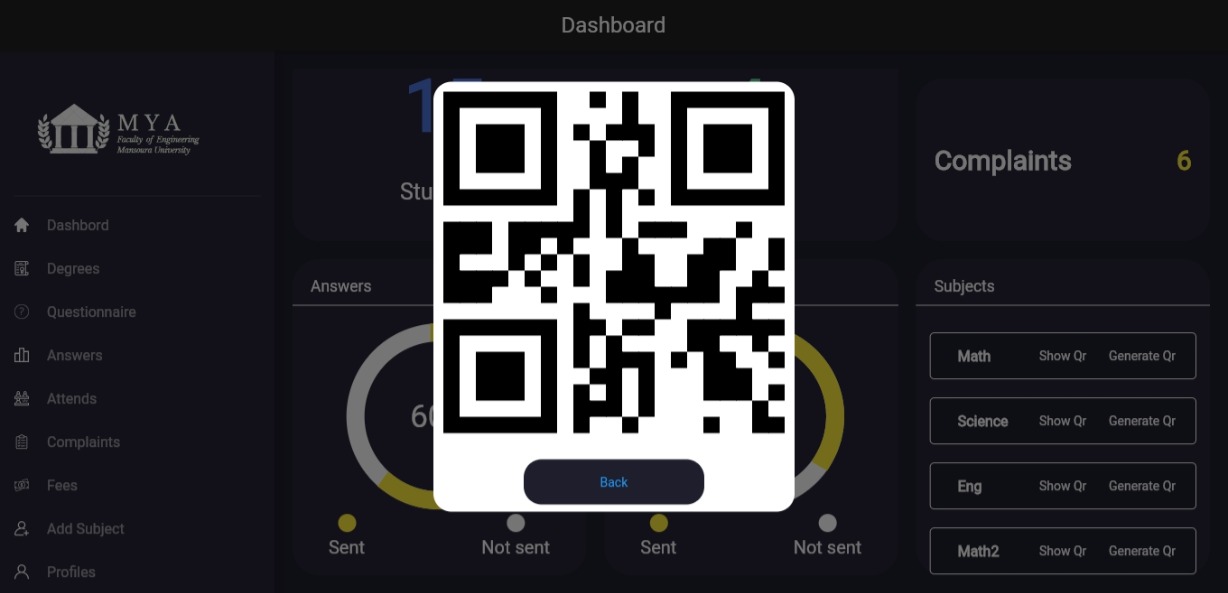 Dashboard
MYA
Faculty of Engineering
Mansoura University
Dashbord
Degrees
Questionnaire
Answers
Attends
Complaints
Fees
Add Subject
Profiles
Stu
Complaints 6
Answers
60
Sent
Not sent
Sent
Not sent
Back
Subjects
Math Show Qr Generate Qr
Science Show Qr Generate Qr
Eng Show Qr Generate Qr
Math2 Show Qr Generate Qr